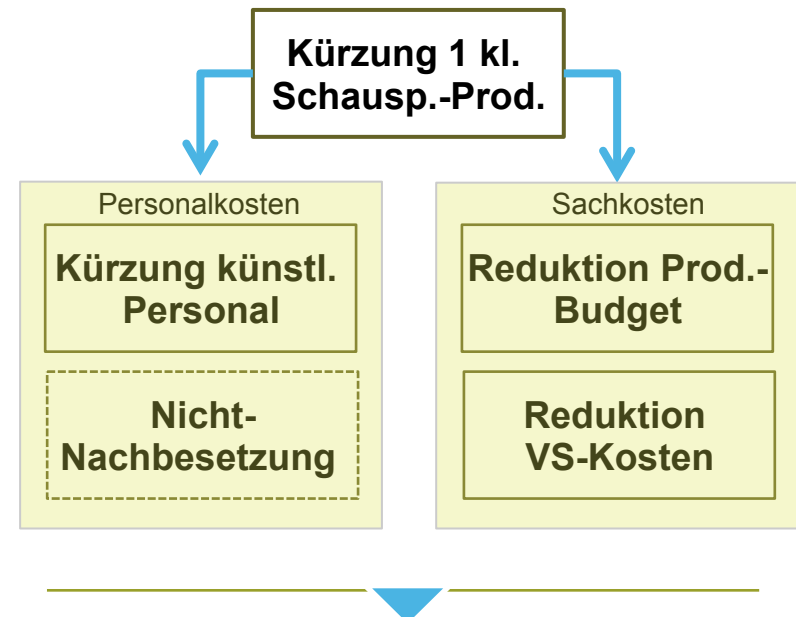 Kürzung 1 kl.
Schausp.-Prod.
Personalkosten
Kürzung künstl.
Personal
Nicht-
Nachbesetzung
Sachkosten
Reduktion Prod.-
Budget
Reduktion
VS-Kosten